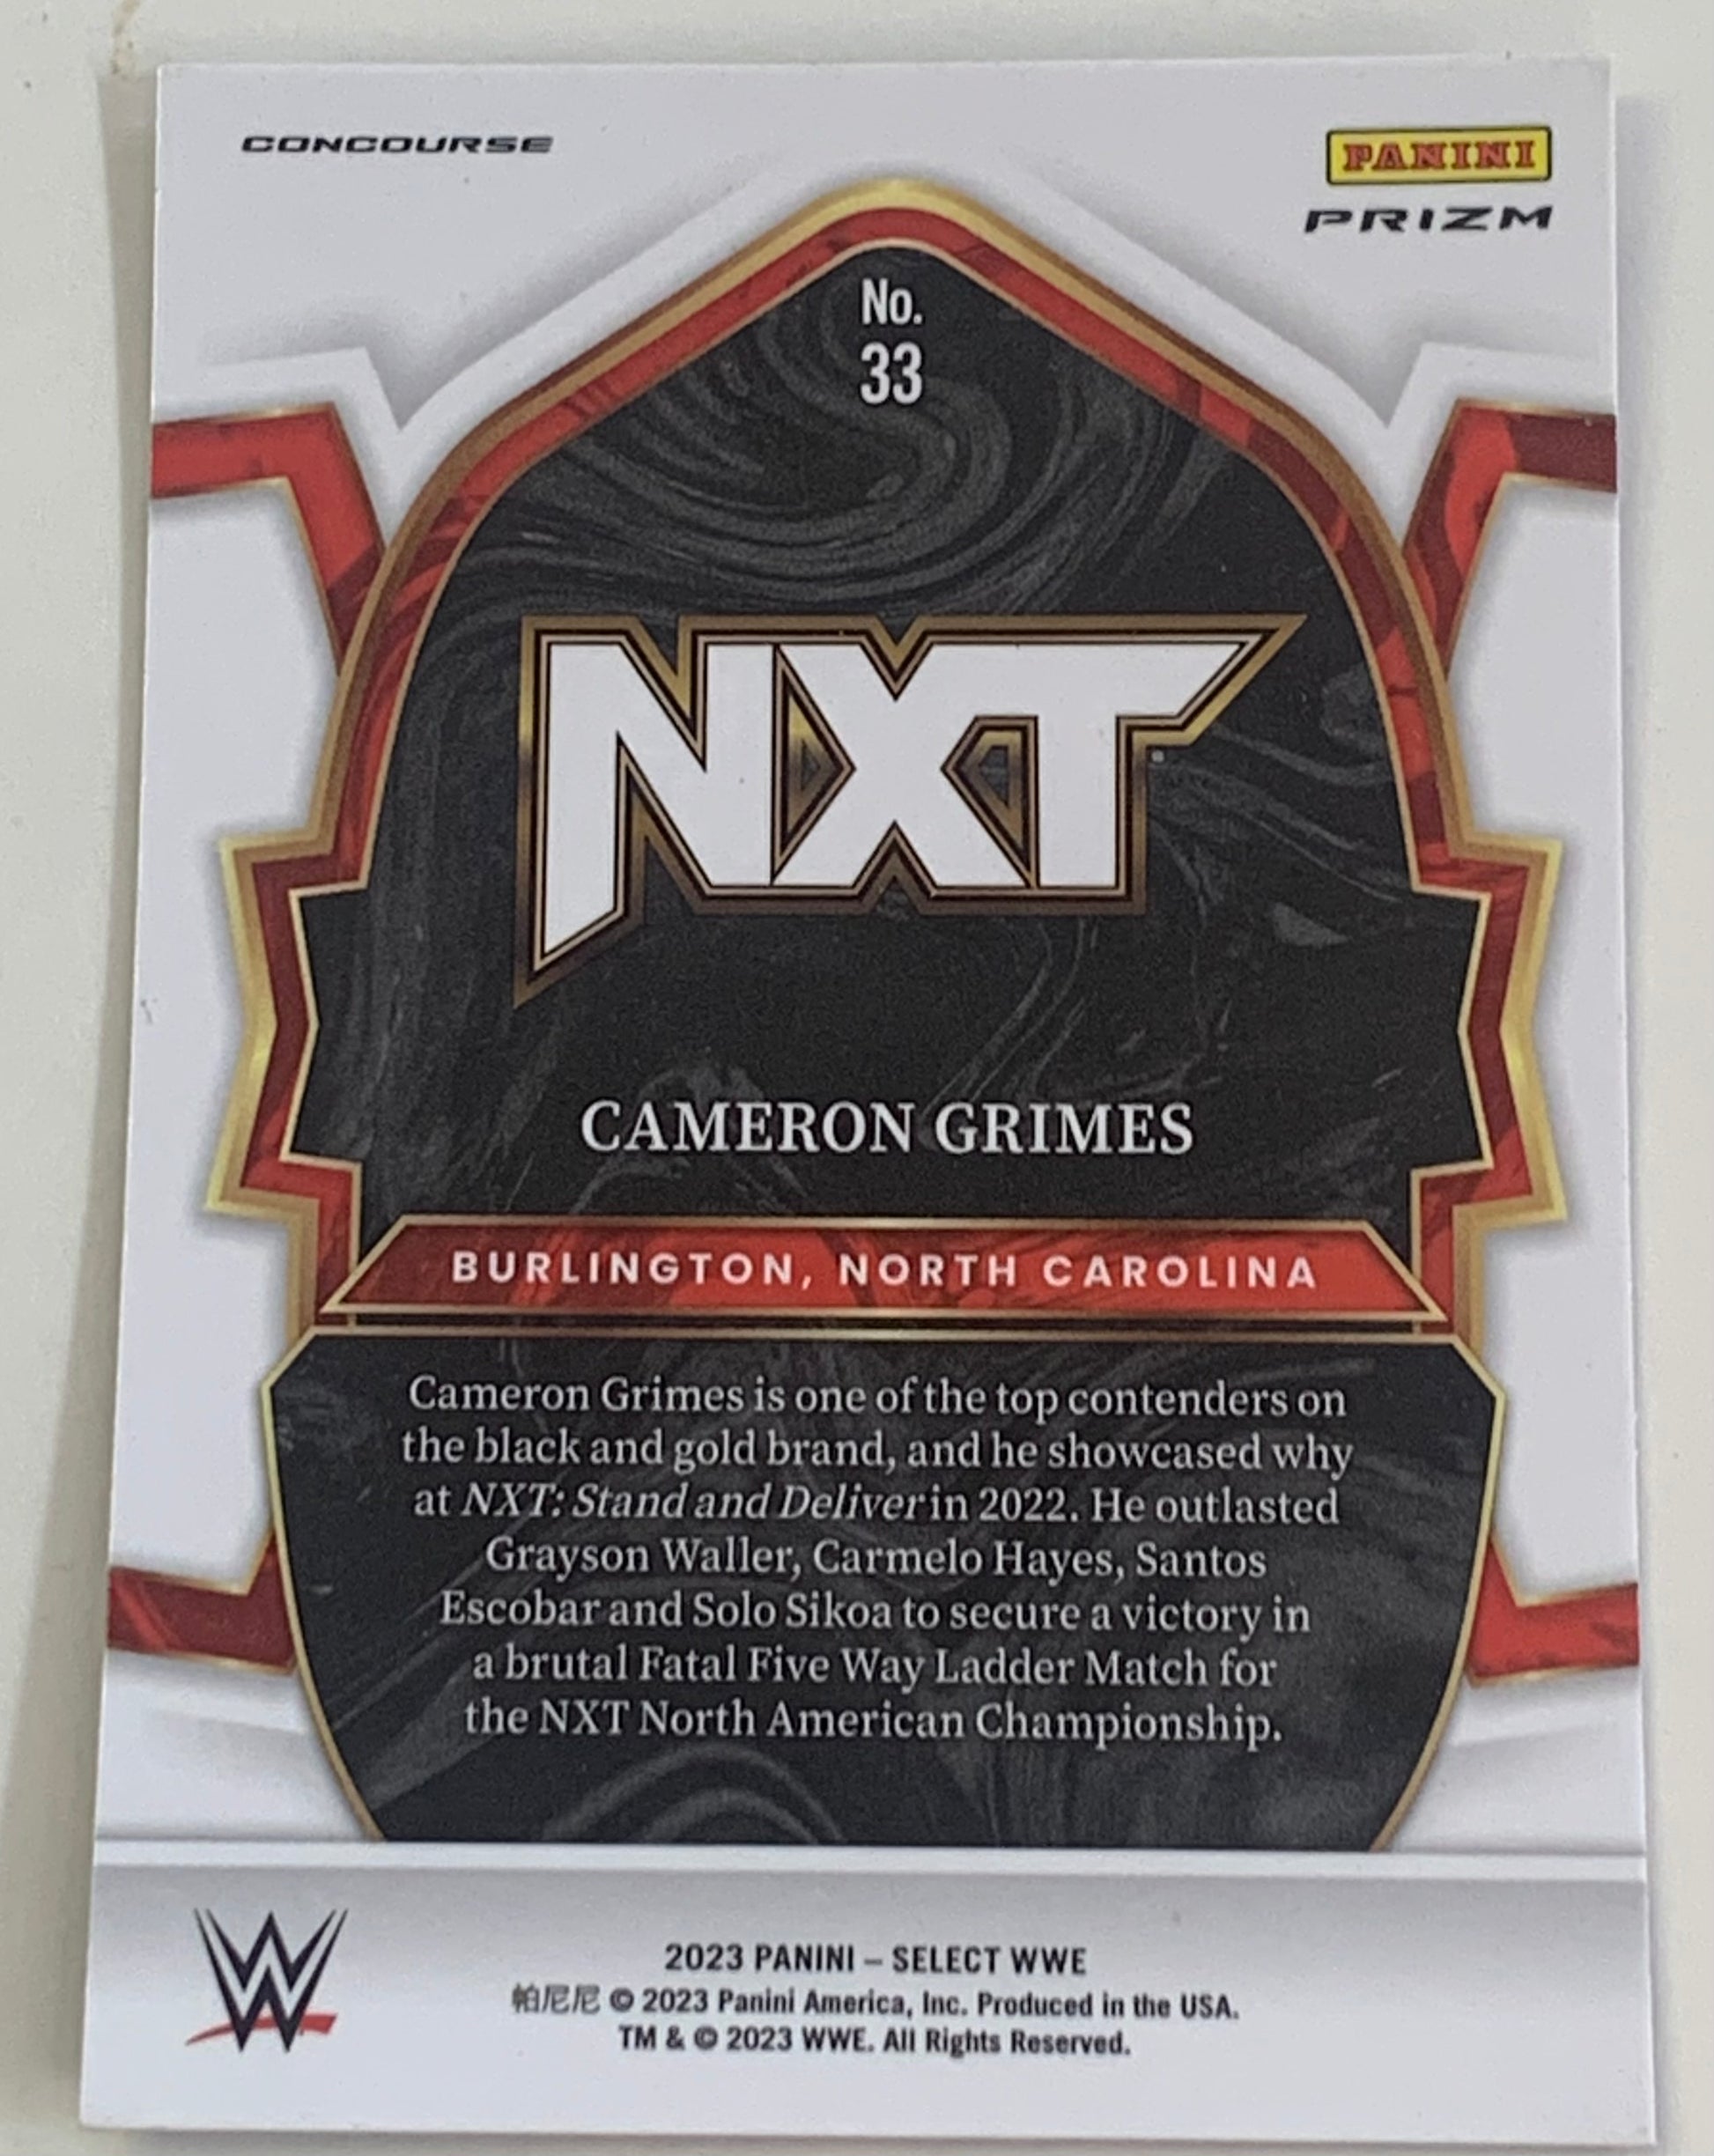 CONCOURSE
PANINI
PRIZM
No.
33
NXT
CAMERON GRIMES
BURLINGTON, NORTH CAROLINA
Cameron Grimes is one of the top contenders on
the black and gold brand, and he showcased why
at NXT: Stand and Deliver in 2022. He outlasted
Grayson Waller, Carmelo Hayes, Santos
Escobar and Solo Sikoa to secure a victory in
a brutal Fatal Five Way Ladder Match for
the NXT North American Championship.
W
2023 PANINI – SELECT WWE
帕尼尼 © 2023 Panini America, Inc. Produced in the USA.
TM & © 2023 WWE. All Rights Reserved.